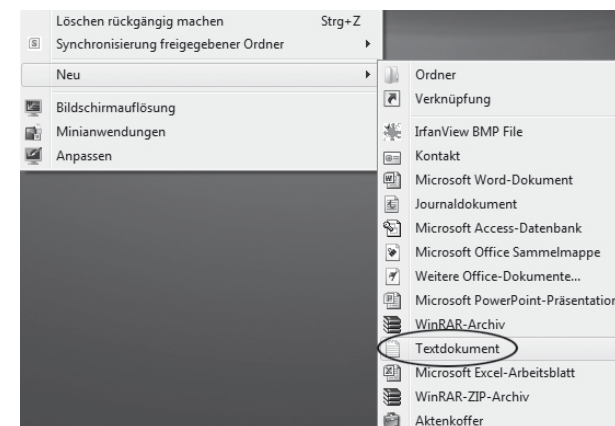 Löschen rückgängig machen Strg+Z
Synchronisierung freigegebener Ordner
Neu
Bildschirmauflösung
Minianwendungen
Anpassen
Ordner
Verknüpfung
IrfanView BMP File
Kontakt
Microsoft Word-Dokument
Journaldokument
Microsoft Access-Datenbank
Microsoft Office Sammelmappe
Weitere Office-Dokumente...
Microsoft PowerPoint-Präsentation
WinRAR-Archiv
Textdokument
Microsoft Excel-Arbeitsblatt
WinRAR-ZIP-Archiv
Aktenkoffer